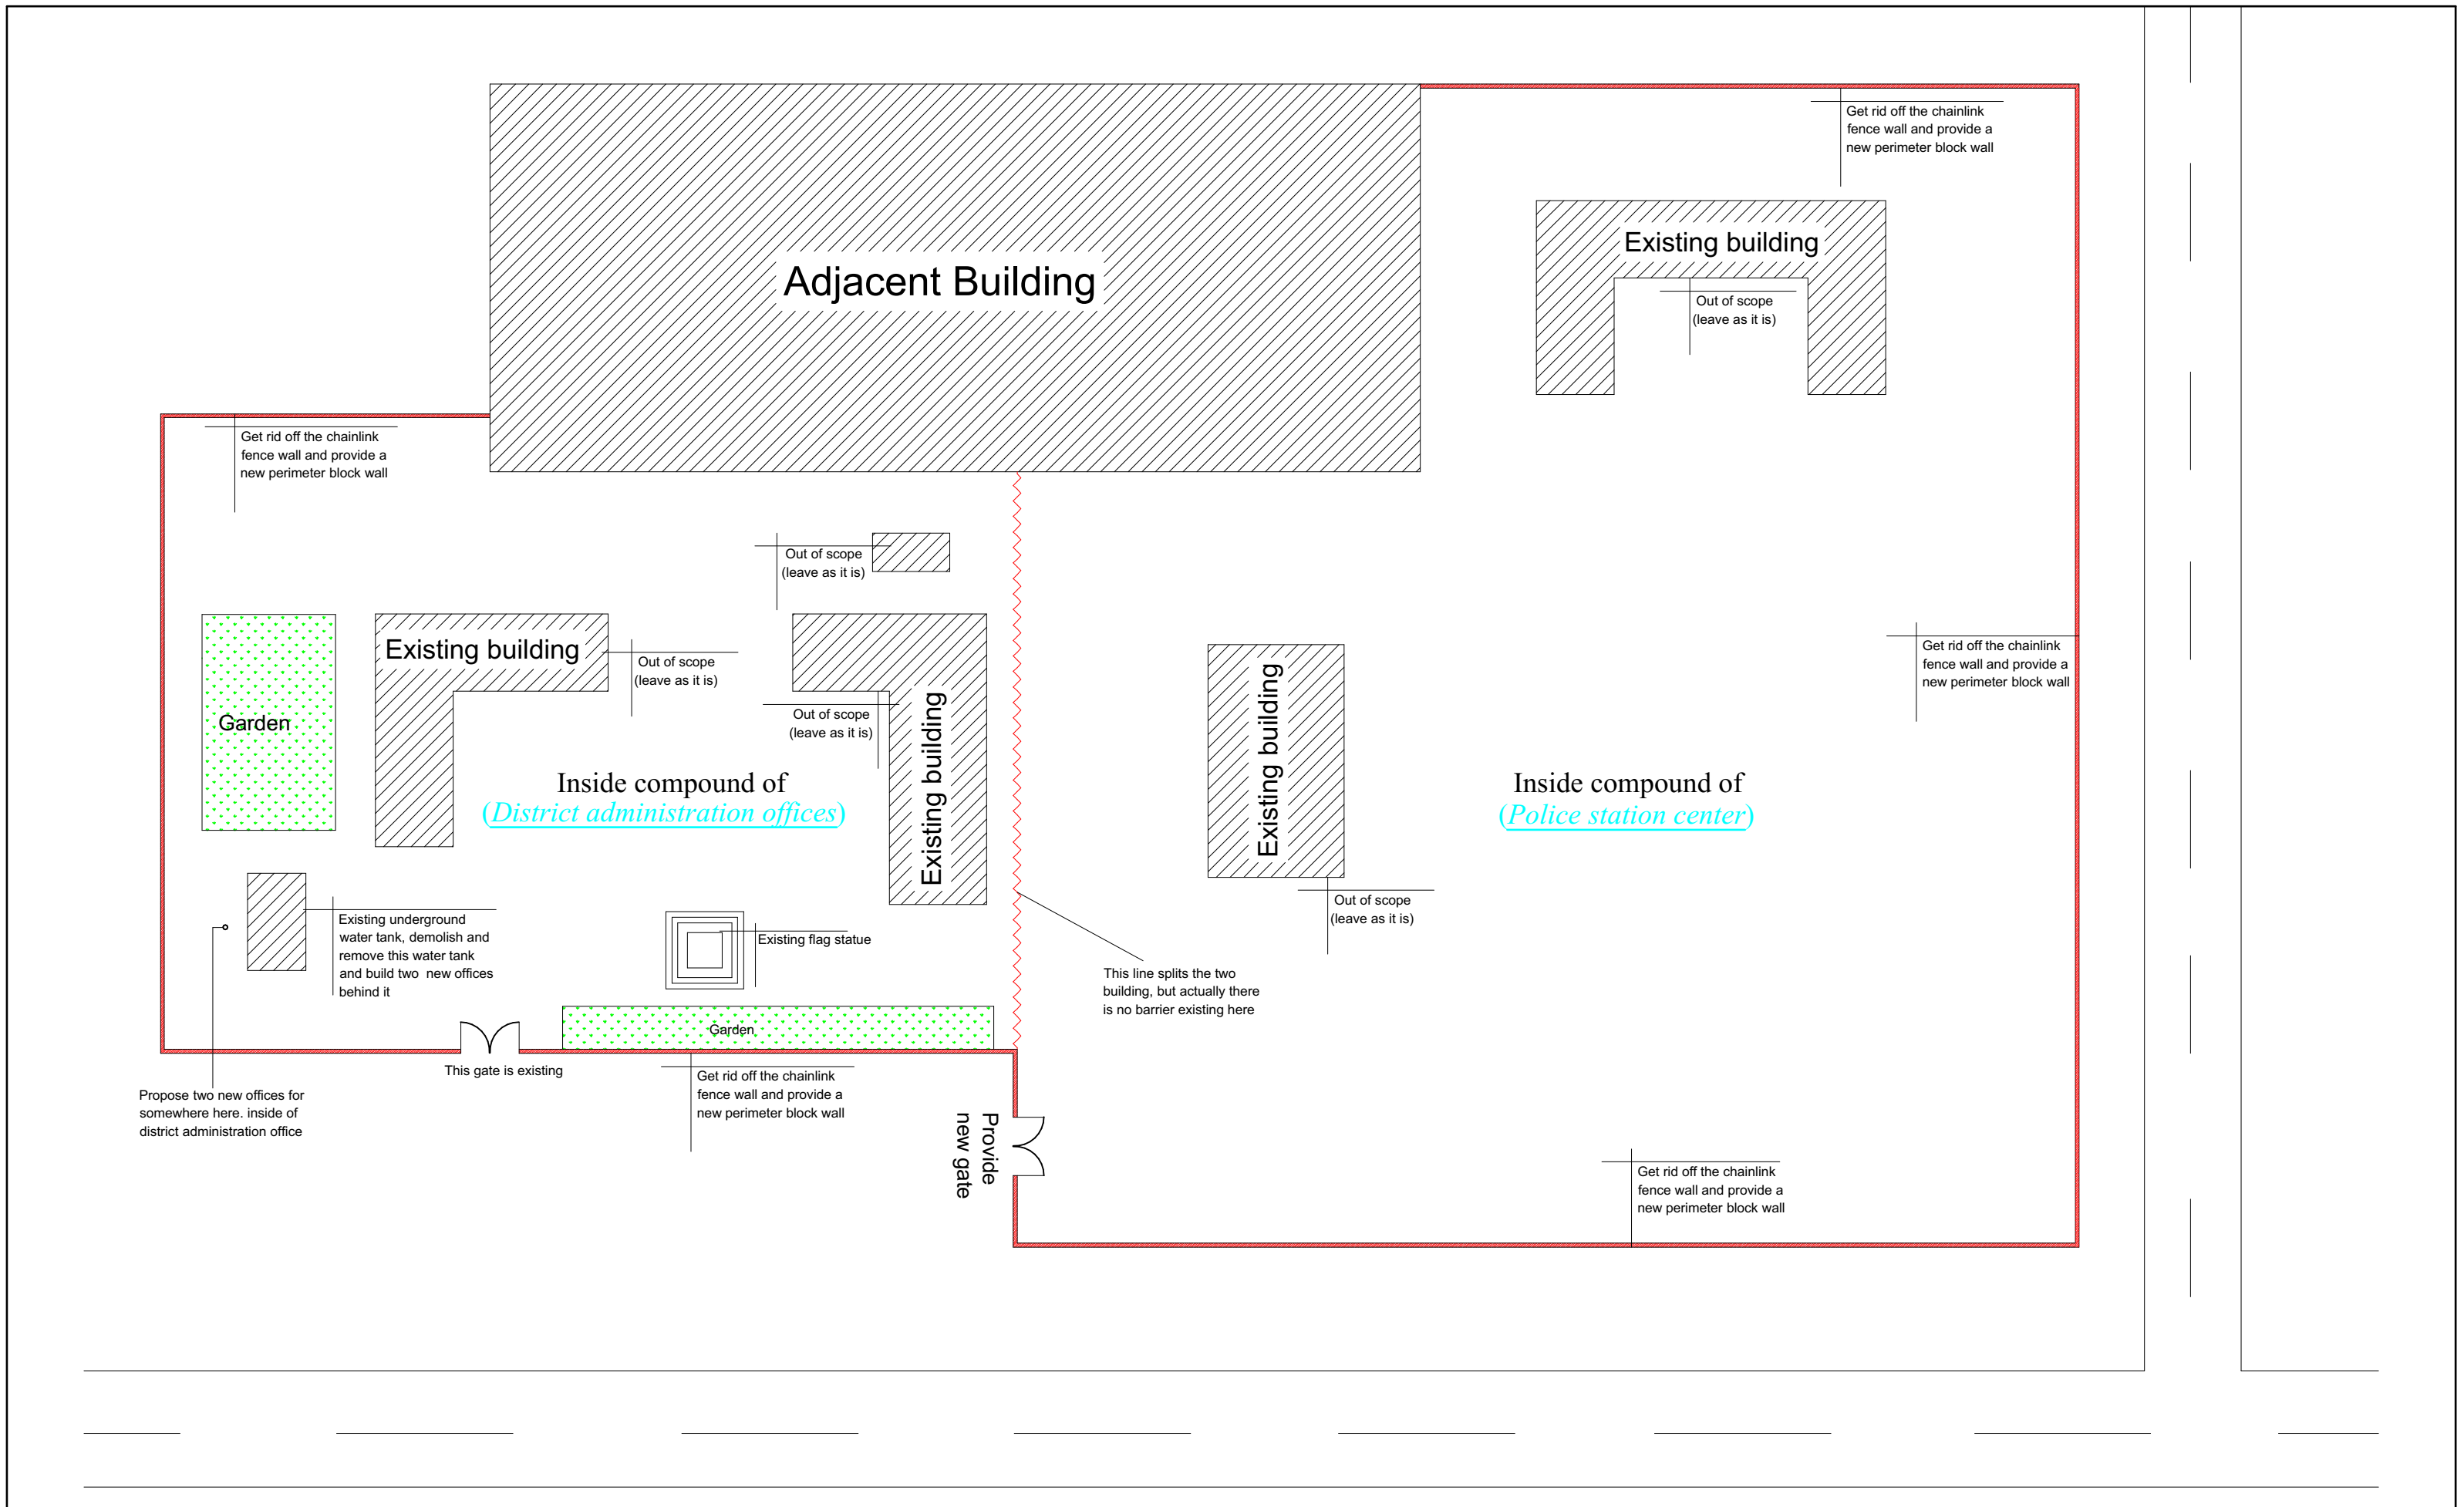 Get rid off the chainlink
fence wall and provide a
new perimeter block wall
Existing building
Out of scope
(leave as it is)
Adjacent Building
Get rid off the chainlink
fence wall and provide a
new perimeter block wall
Out of scope
(leave as it is)
Existing building
Out of scope
(leave as it is)
Out of scope
(leave as it is)
Existing building
Garden
Inside compound of
(District administration offices)
Existing building
Out of scope
(leave as it is)
Inside compound of
(Police station center)
Get rid off the chainlink
fence wall and provide a
new perimeter block wall
Existing underground
water tank, demolish and
remove this water tank
and build two new offices
behind it
Existing flag statue
This line splits the two
building, but actually there
is no barrier existing here
Garden
This gate is existing
Propose two new offices for
somewhere here. inside of
district administration office
Get rid off the chainlink
fence wall and provide a
new perimeter block wall
Provide
new gate
Get rid off the chainlink
fence wall and provide a
new perimeter block wall